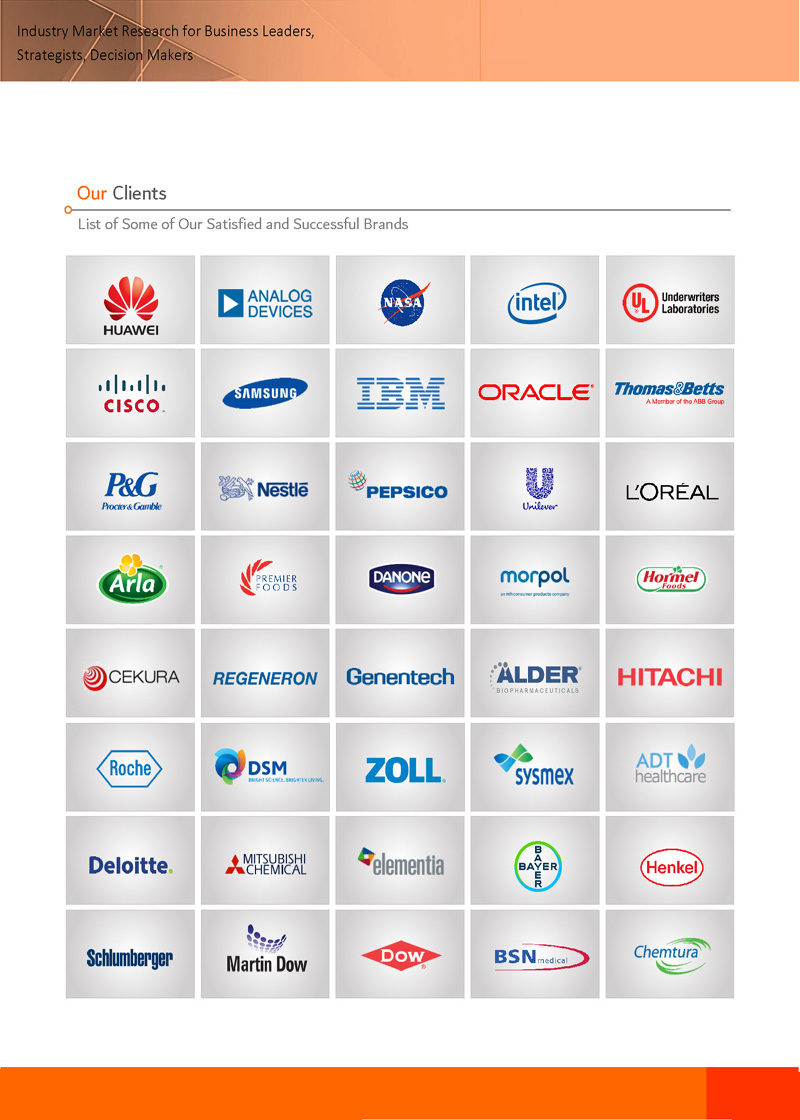 Industry Market Research for Business Leaders,
Strategists, Decision Makers
Our Clients
List of Some of Our Satisfied and Successful Brands
HUAWEI
ANALOG
DEVICES
NASA
intel
UL
®
Underwriters
Laboratories
CISCO
SAMSUNG
IBM
ORACLE®
Thomas&Betts
A Member of the ABB Group
P&G
Procter & Gamble
Nestlé
PEPSICO
Unilever
L'ORÉAL
Arla
®
PREMIER
FOODS
DANONE
morpol
Hormel
Foods
CEKURA
REGENERON
Genentech
ALDER®
BIOPHARMACEUTICALS
HITACHI
Roche
DSM
BRIGHT SCIENCE. BRIGHTER LIVING.
ZOLL®
sysmex
ADT
healthcare
Deloitte.
MITSUBISHI
CHEMICAL
elementia
BAYER
BAYER
Henkel
Schlumberger
Martin Dow
Dow
®
BSN medical
Chemtura